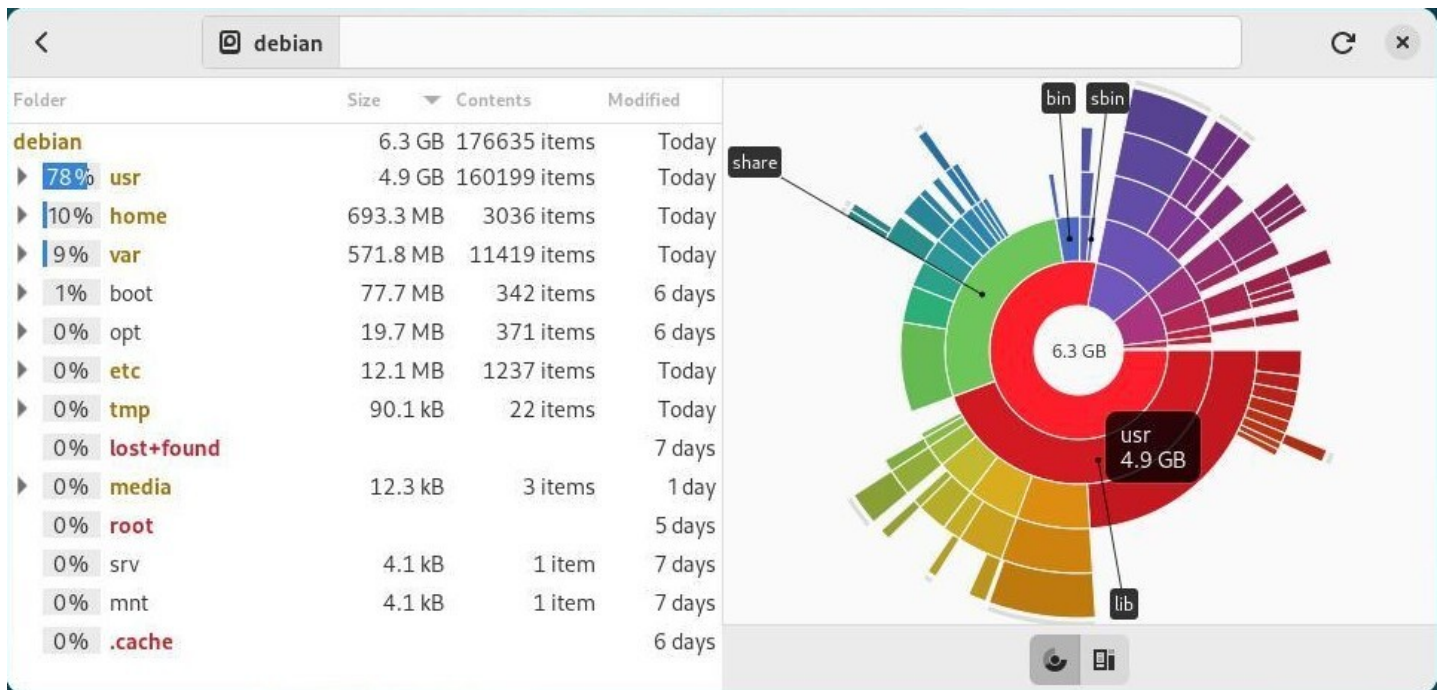 debian
Folder Size Contents Modified
debian 6.3 GB 176635 items Today
78% usr 4.9 GB 160199 items Today
10% home 693.3 MB 3036 items Today
9% var 571.8 MB 11419 items Today
1% boot 77.7 MB 342 items 6 days
0% opt 19.7 MB 371 items 6 days
0% etc 12.1 MB 1237 items Today
0% tmp 90.1 kB 22 items Today
0% lost+found 7 days
0% media 12.3 kB 3 items 1 day
0% root 5 days
0% srv 4.1 kB 1 item 7 days
0% mnt 4.1 kB 1 item 7 days
0% .cache 6 days
bin sbin
share
6.3 GB
usr
4.9 GB
lib